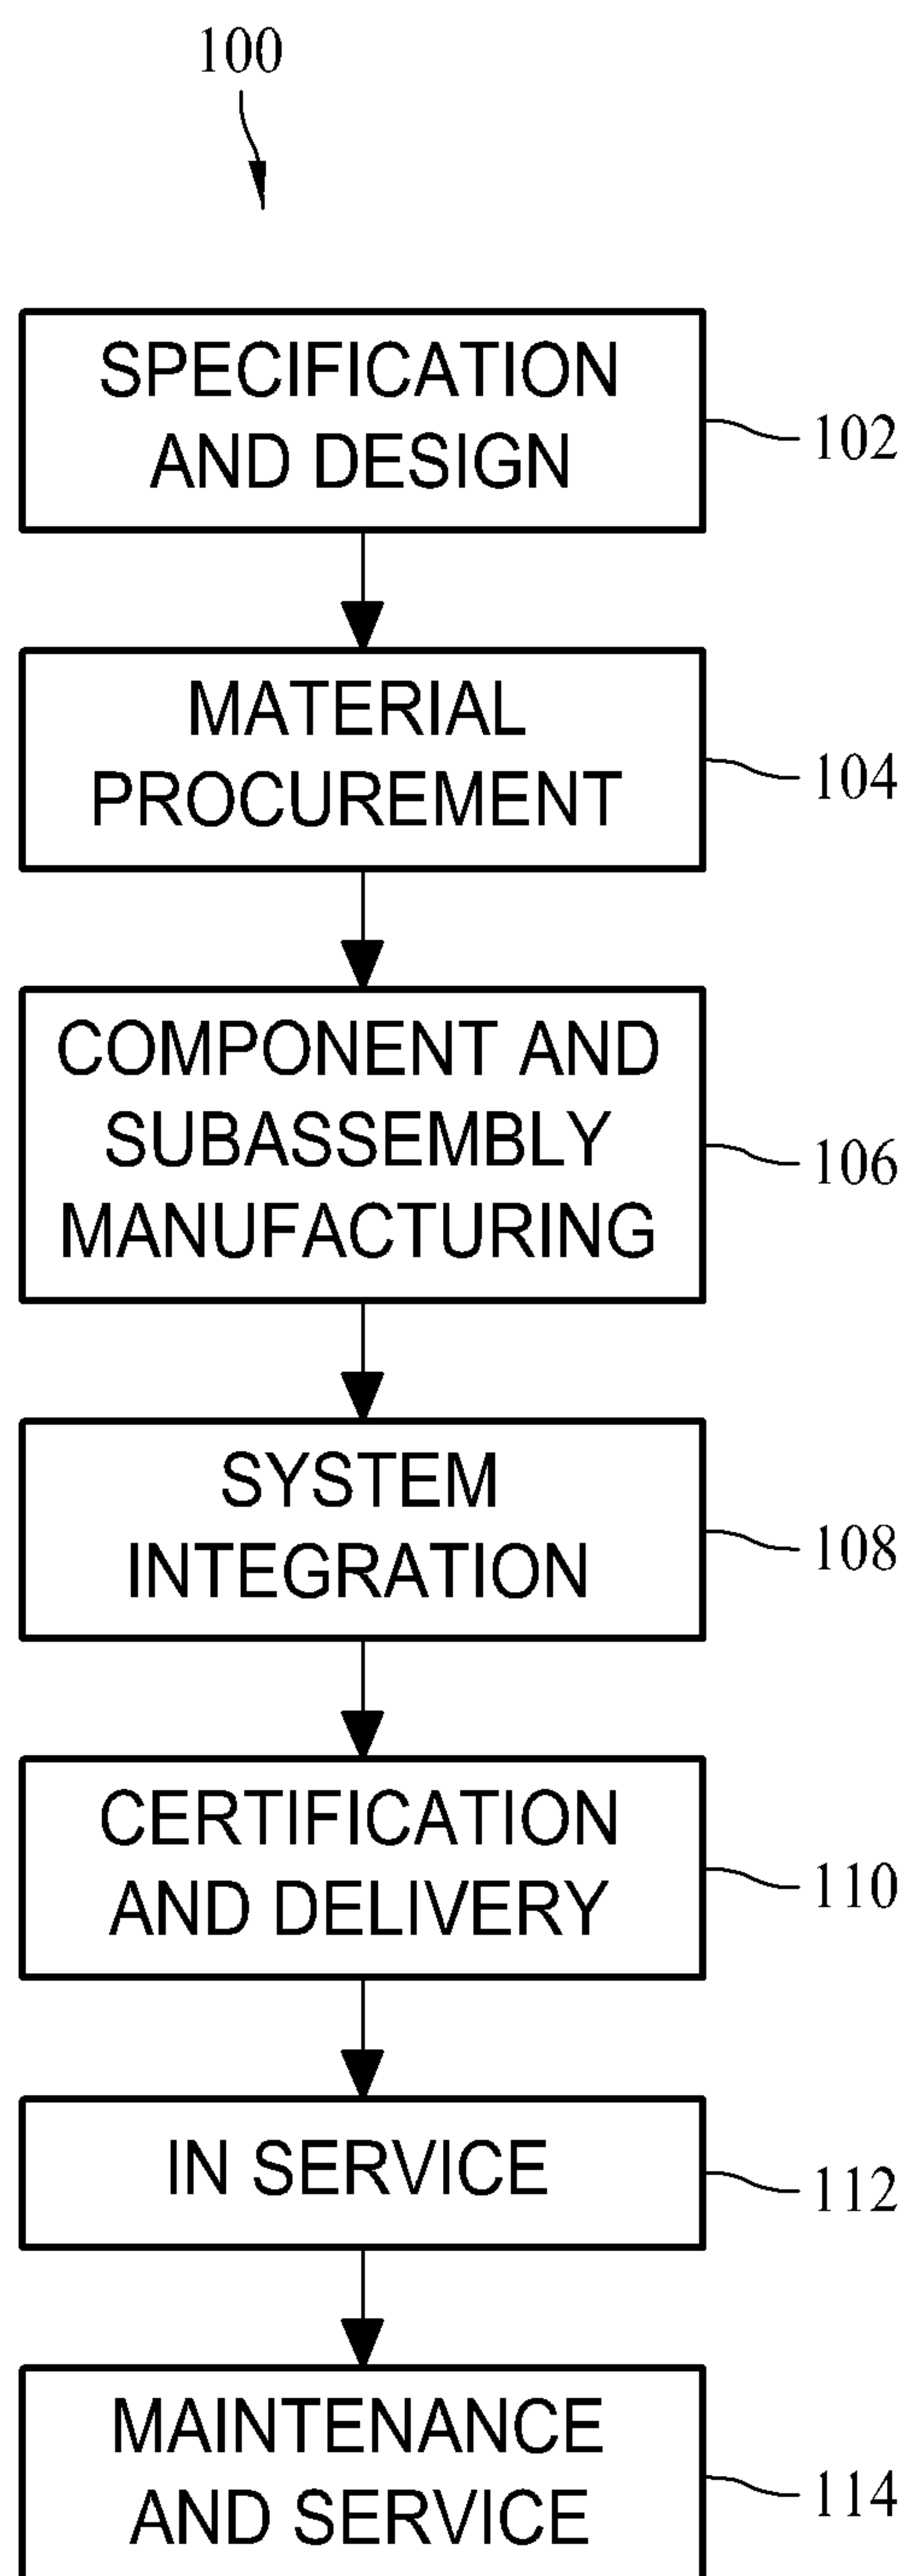 100
SPECIFICATION
AND DESIGN
102
MATERIAL
PROCUREMENT
104
COMPONENT AND
SUBASSEMBLY
MANUFACTURING
106
SYSTEM
INTEGRATION
108
CERTIFICATION
AND DELIVERY
110
IN SERVICE
112
MAINTENANCE
AND SERVICE
114